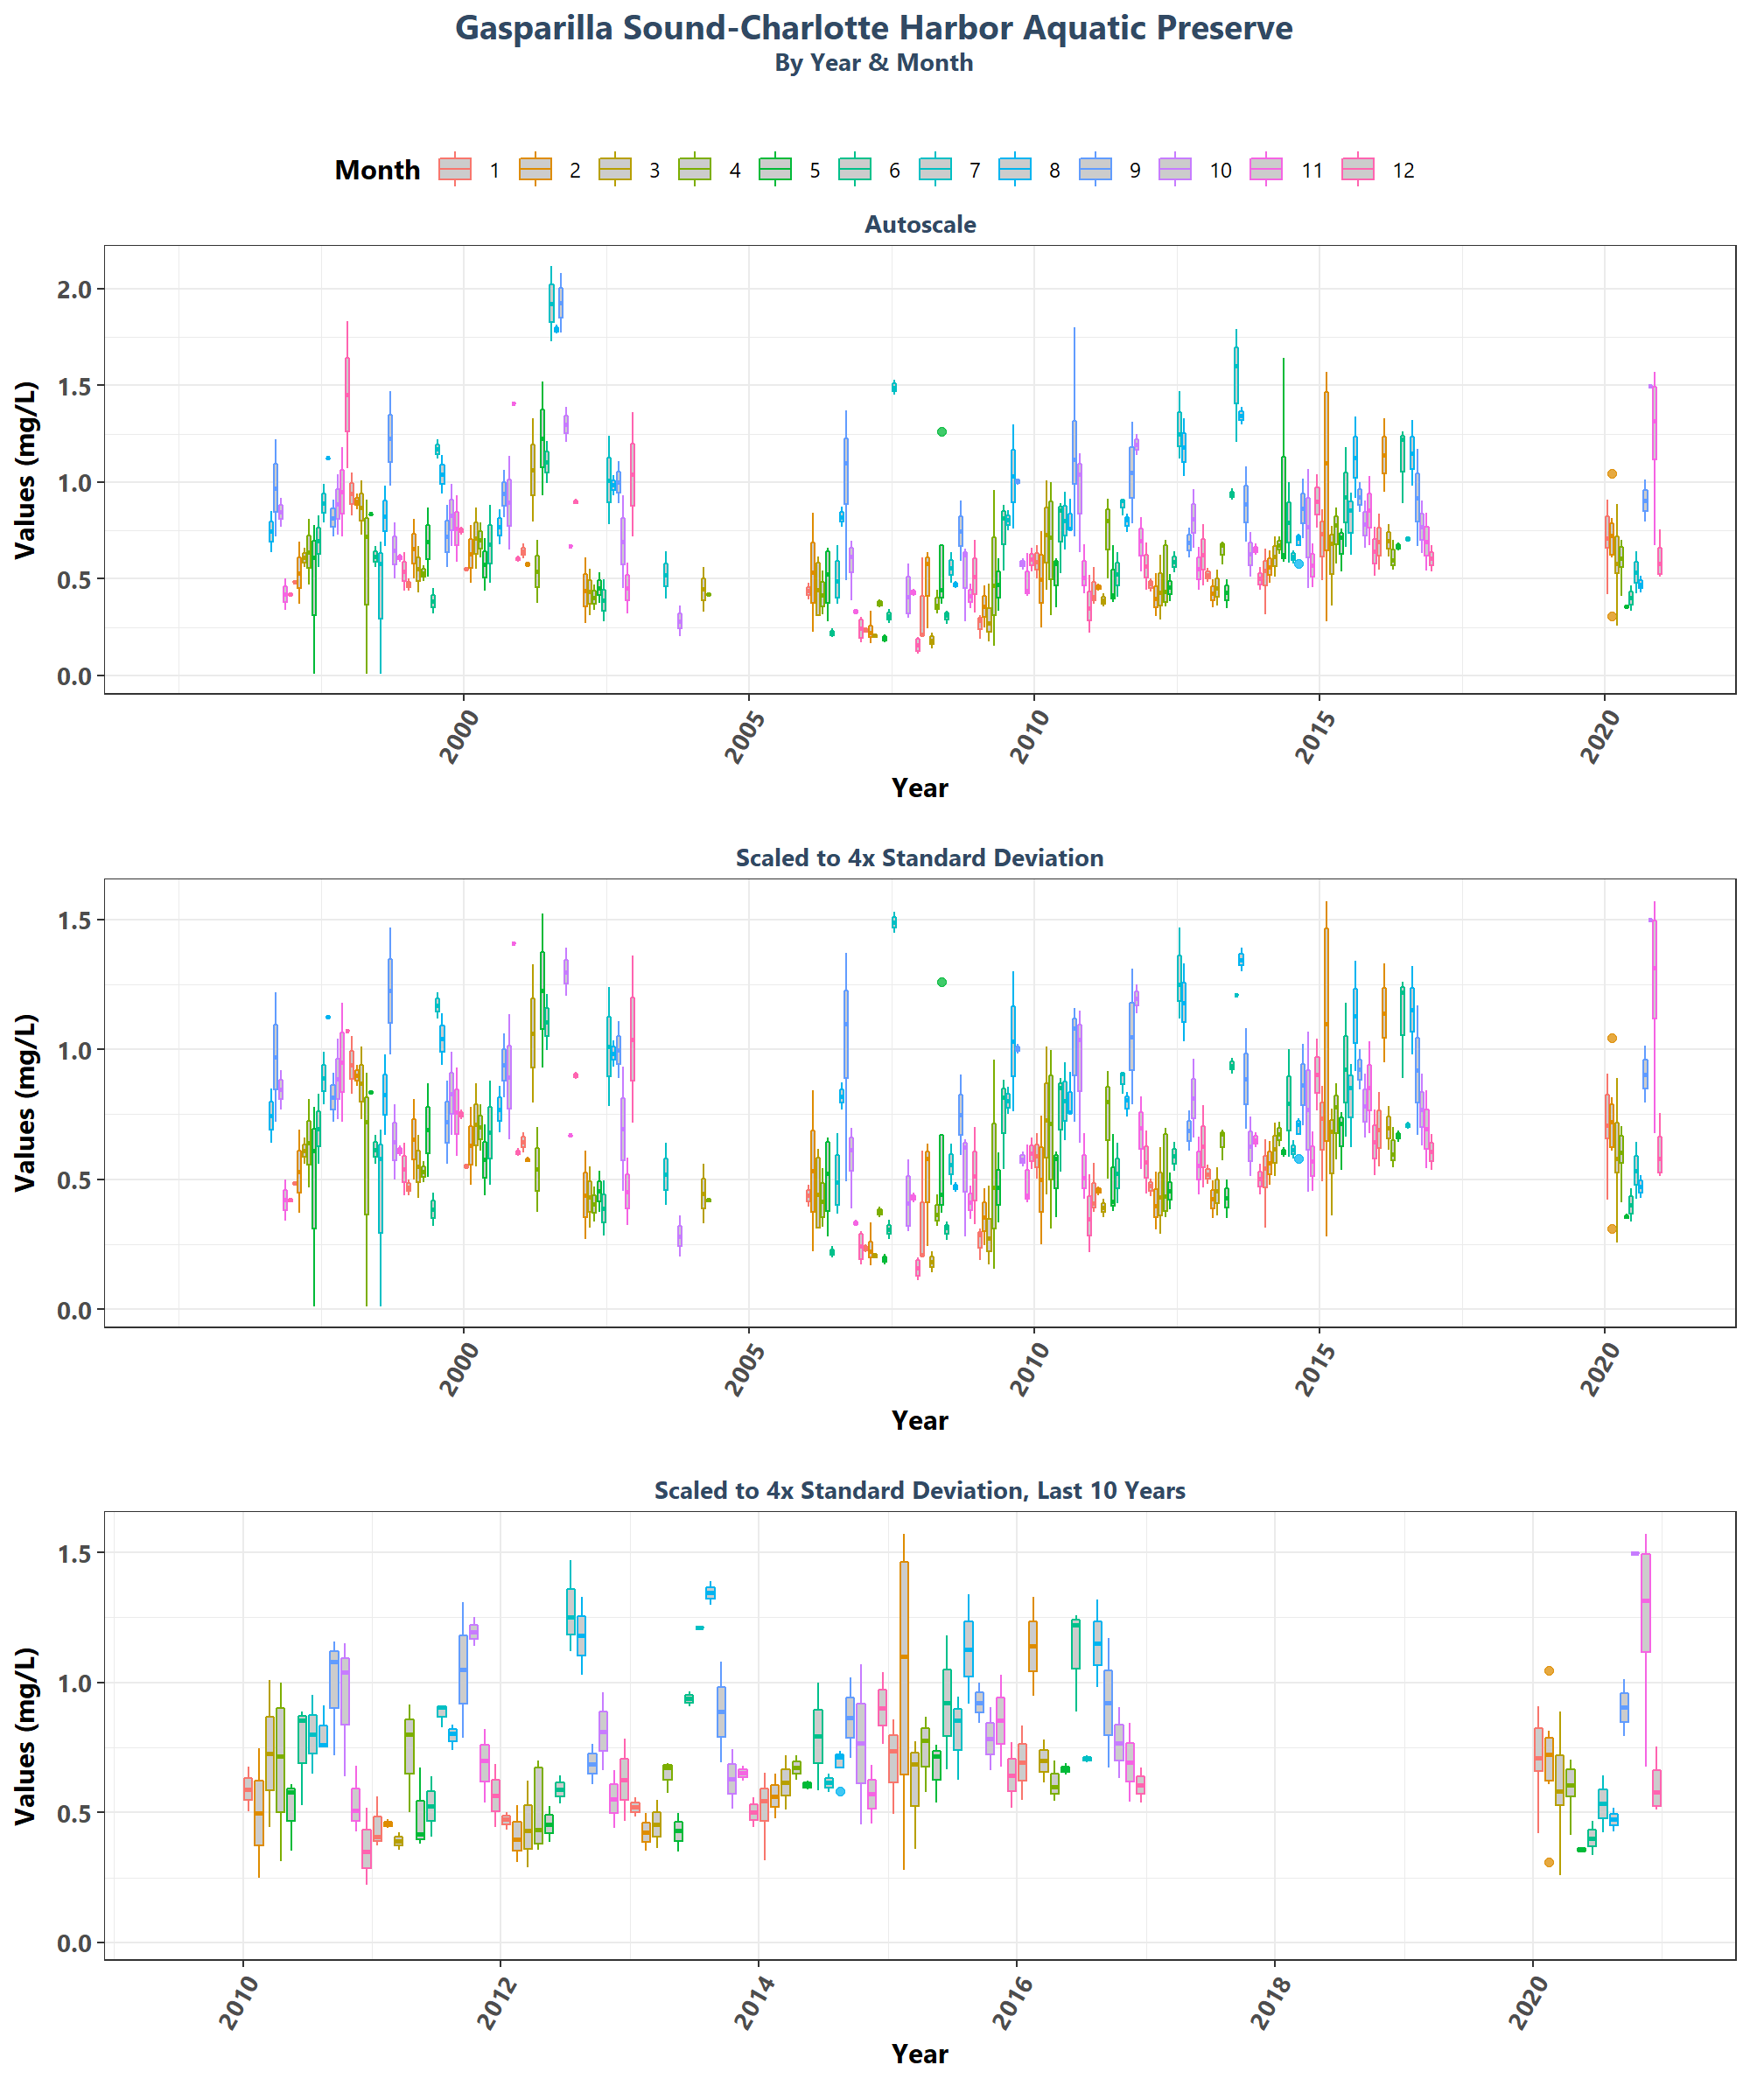 Gasparilla Sound-Charlotte Harbor Aquatic Preserve
By Year & Month
Month 1 2 3 4 5 6 7 8 9 10 11 12
Autoscale
Values (mg/L)
2.0
1.5
1.0
0.5
0.0
2000 2005 2010 2015 2020
Year
Scaled to 4x Standard Deviation
Values (mg/L)
1.5
1.0
0.5
0.0
2000 2005 2010 2015 2020
Year
Scaled to 4x Standard Deviation, Last 10 Years
Values (mg/L)
1.5
1.0
0.5
0.0
2010 2012 2014 2016 2018 2020
Year